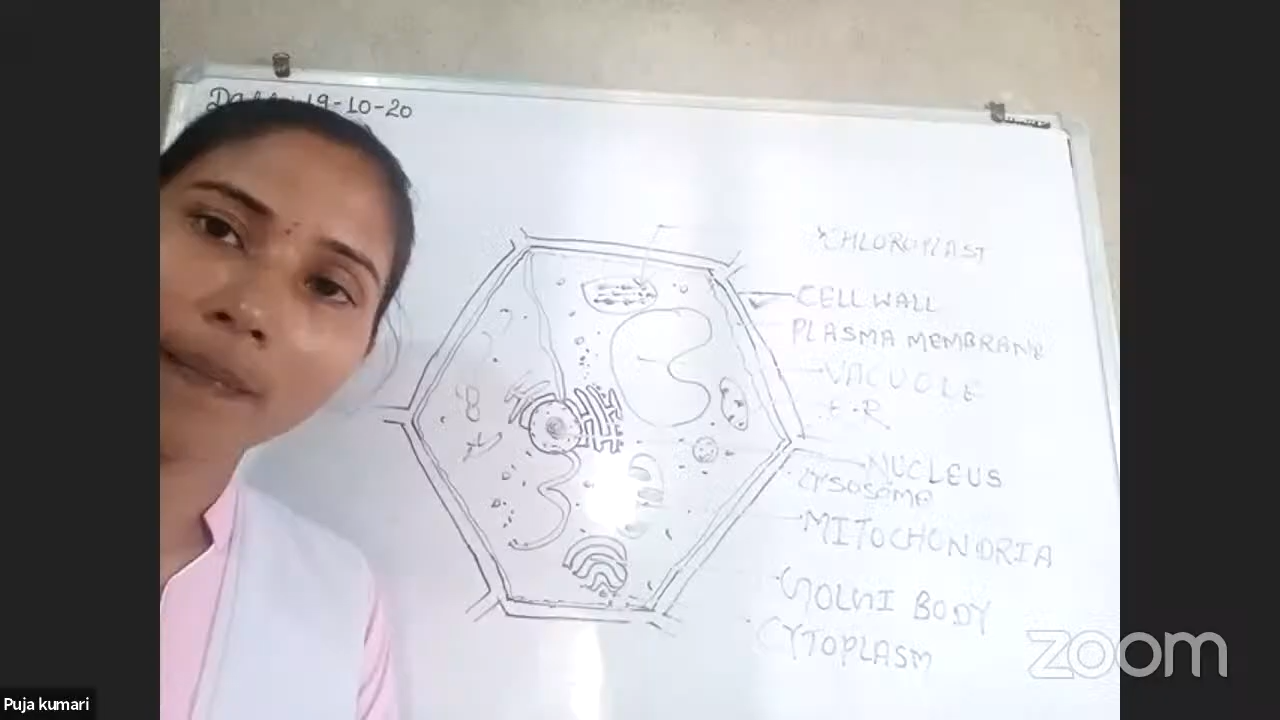 19-10-20
CHLOROPLAST
CELL WALL
PLASMA MEMBRANE
VACUOLE
NUCLEUS
LYSOSOME
MITOCHONDRIA
GOLGI BODY
CYTOPLASM
zoom
Puja kumari